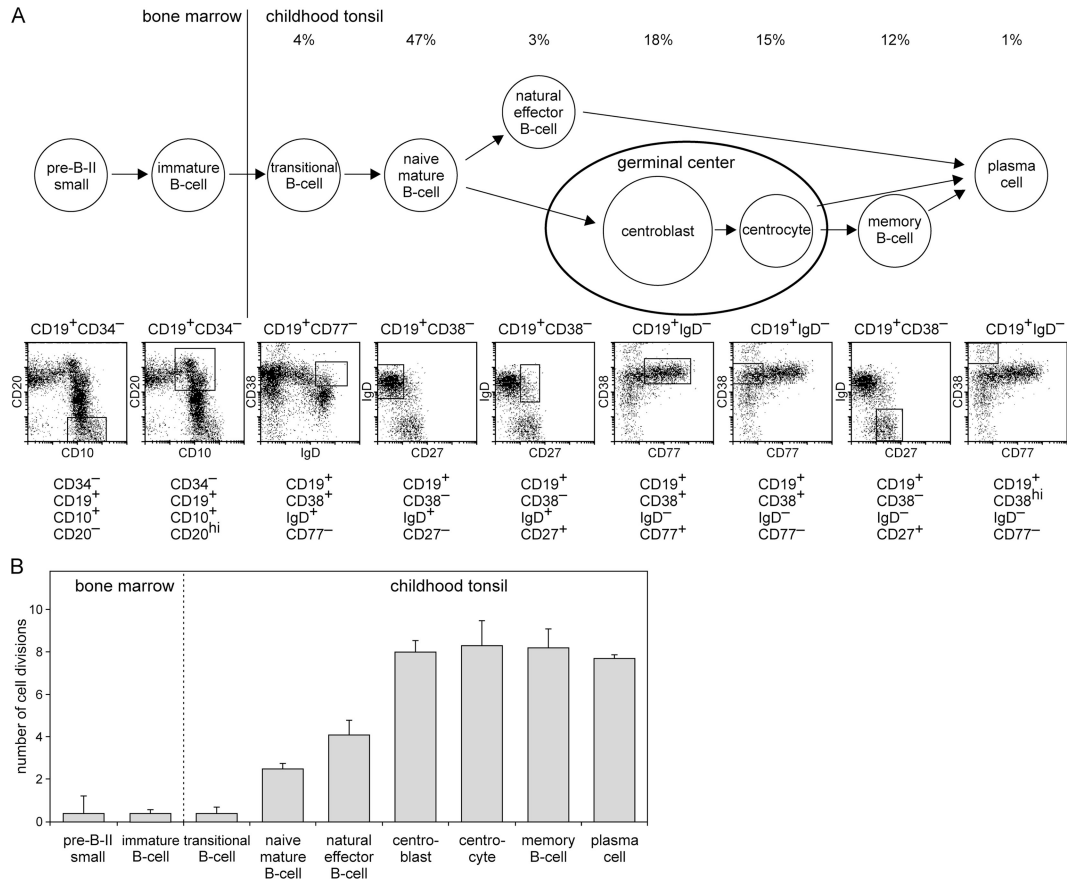 A
bone marrow
childhood tonsil
4%
47%
3%
18%
15%
12%
1%
pre-B-II
small
immature
B-cell
transitional
B-cell
naive
mature
B-cell
natural
effector
B-cell
germinal center
centroblast
centrocyte
memory
B-cell
plasma
cell
CD19⁺CD34⁻
CD19⁺CD34⁻
CD19⁺CD77⁻
CD19⁺CD38⁻
CD19⁺CD38⁻
CD19⁺IgD⁻
CD19⁺IgD⁻
CD19⁺CD38⁻
CD19⁺IgD⁻
CD20
CD10
CD20
CD10
CD38
IgD
IgD
CD27
IgD
CD27
CD38
CD77
CD38
CD77
IgD
CD27
CD38
CD77
CD34⁻
CD19⁺
CD10⁺
CD20⁻
CD34⁻
CD19⁺
CD10⁺
CD20ʰⁱ
CD19⁺
CD38⁺
IgD⁺
CD77⁻
CD19⁺
CD38⁻
IgD⁺
CD27⁻
CD19⁺
CD38⁻
IgD⁺
CD27⁺
CD19⁺
CD38⁺
IgD⁻
CD77⁺
CD19⁺
CD38⁺
IgD⁻
CD77⁻
CD19⁺
CD38⁻
IgD⁻
CD27⁺
CD19⁺
CD38ʰⁱ
IgD⁻
CD77⁻
B
bone marrow
childhood tonsil
number of cell divisions
10
8
6
4
2
0
pre-B-II
small
immature
B-cell
transitional
B-cell
naive
mature
B-cell
natural
effector
B-cell
centro-
blast
centro-
cyte
memory
B-cell
plasma
cell